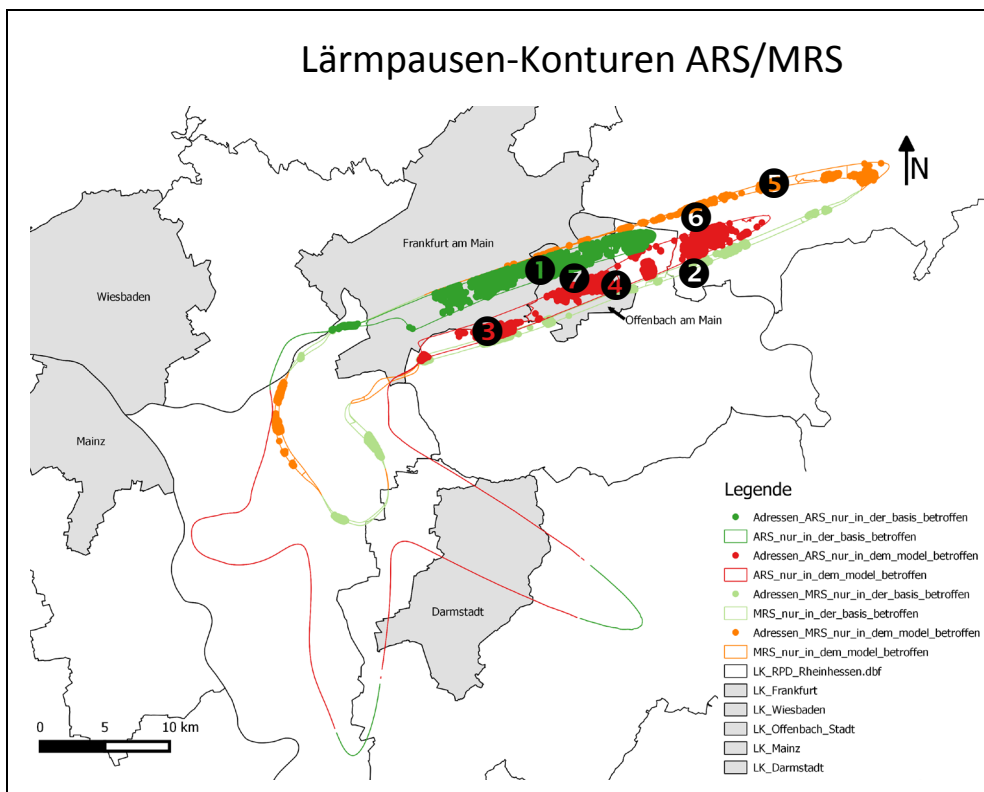 Lärmpausen-Konturen ARS/MRS
N
5
6
Frankfurt am Main
1
7
4
2
Wiesbaden
3
Offenbach am Main
Mainz
Darmstadt
Legende
Adressen_ARS_nur_in_der_basis_betroffen
ARS_nur_in_der_basis_betroffen
Adressen_ARS_nur_in_dem_model_betroffen
ARS_nur_in_dem_model_betroffen
Adressen_MRS_nur_in_der_basis_betroffen
MRS_nur_in_der_basis_betroffen
Adressen_MRS_nur_in_dem_model_betroffen
MRS_nur_in_dem_model_betroffen
LK_RPD_Rheinhessen.dbf
LK_Frankfurt
LK_Wiesbaden
LK_Offenbach_Stadt
LK_Mainz
LK_Darmstadt
0 5 10 km